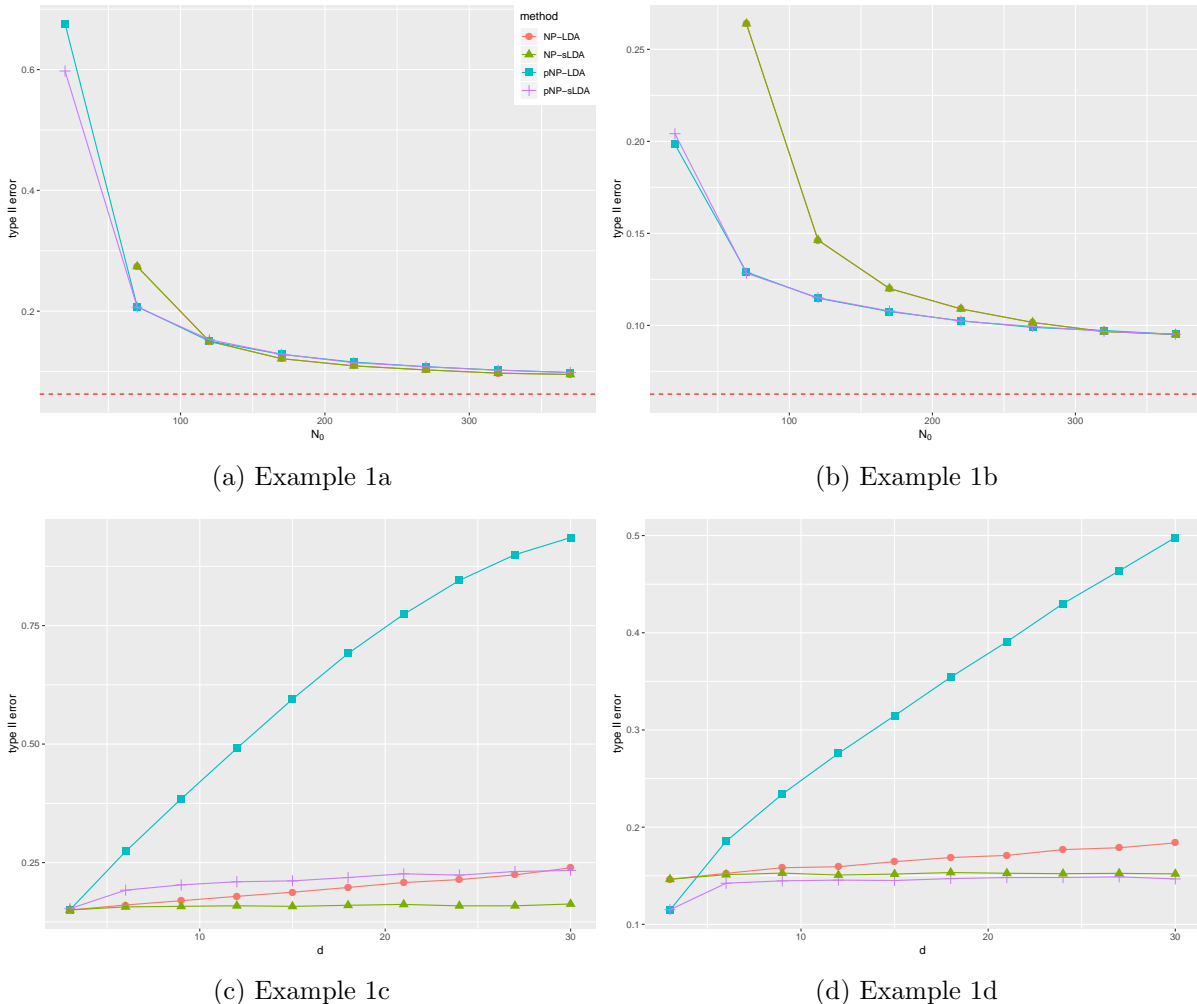 method
NP−LDA
NP−sLDA
pNP−LDA
pNP−sLDA
type II error
0.6
0.4
0.2
100
200
300
N0
(a) Example 1a
type II error
0.25
0.20
0.15
0.10
100
200
300
N0
(b) Example 1b
type II error
0.75
0.50
0.25
10
20
30
d
(c) Example 1c
type II error
0.5
0.4
0.3
0.2
0.1
10
20
30
d
(d) Example 1d